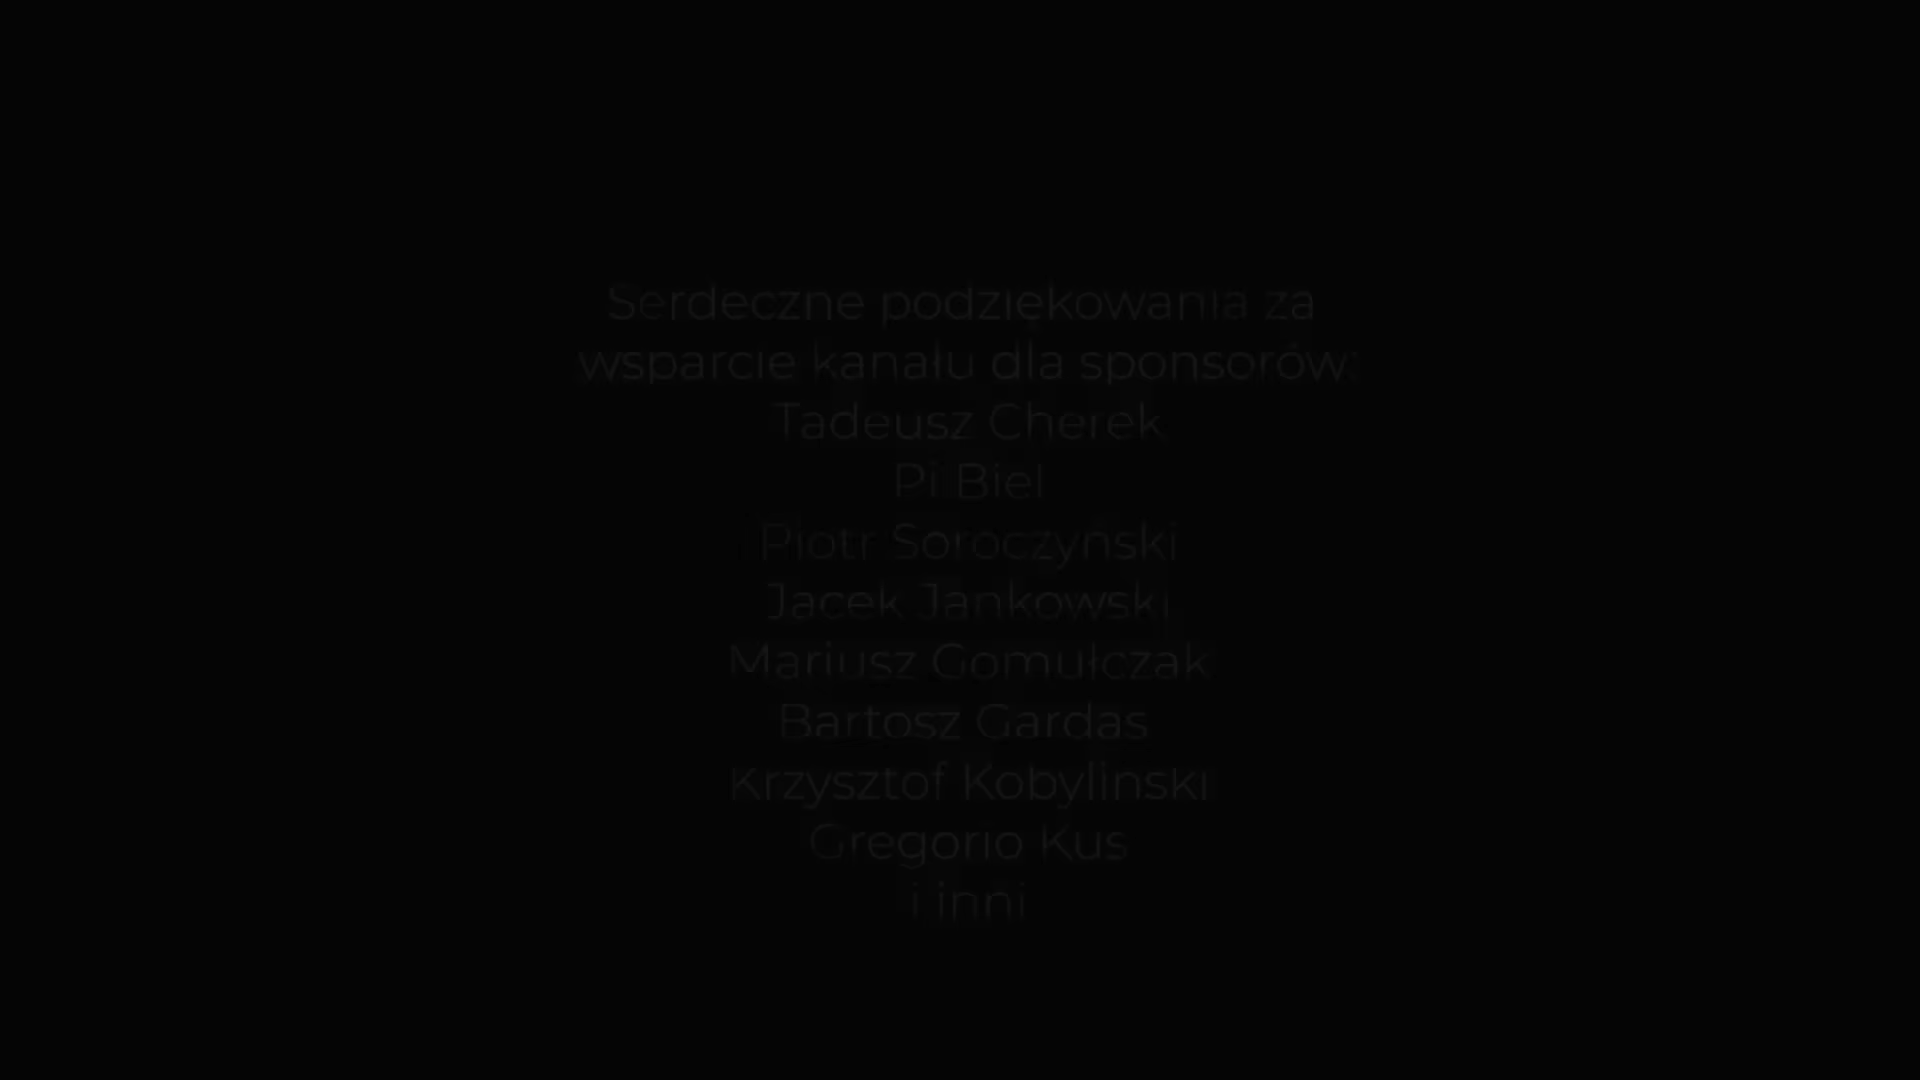 Serdeczne podziękowania za
wsparcie kanału dla sponsorów:
Tadeusz Cherek
Pi Biel
Piotr Soroczyński
Jacek Jankowski
Mariusz Gomułczak
Bartosz Gardas
Krzysztof Kobylinski
Gregorio Kus
i inni